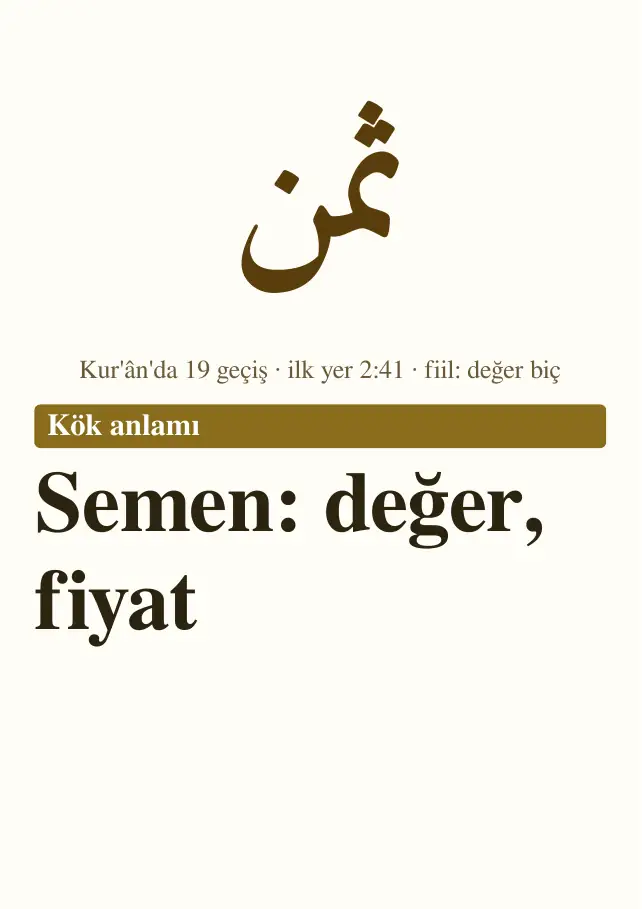 ثمن
Kur'ân'da 19 geçiş · ilk yer 2:41 · fiil: değer biç
Kök anlamı
Semen: değer,
fiyat